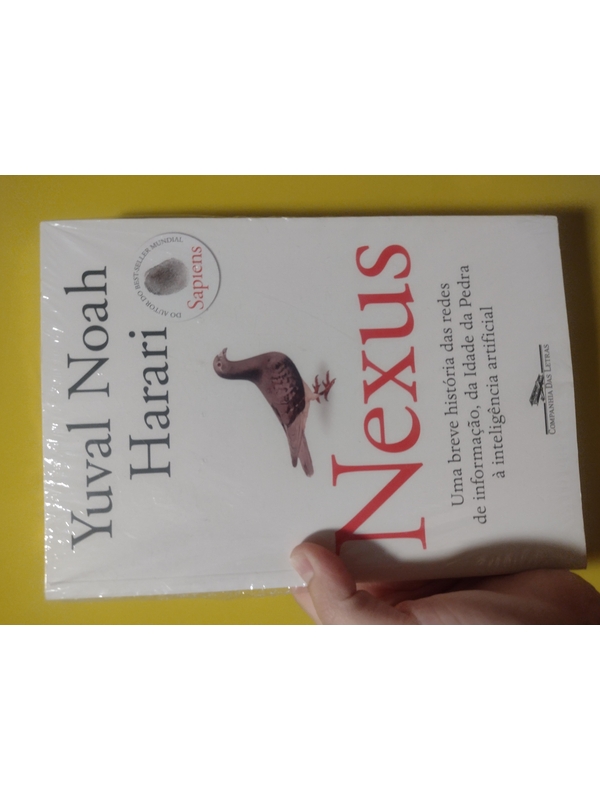 Yuval Noah
Harari
DO AUTOR DO BEST-SELLER MUNDIAL
Sapiens
Nexus
Uma breve história das redes
de informação, da Idade da Pedra
à inteligência artificial
COMPANHIA DAS LETRAS